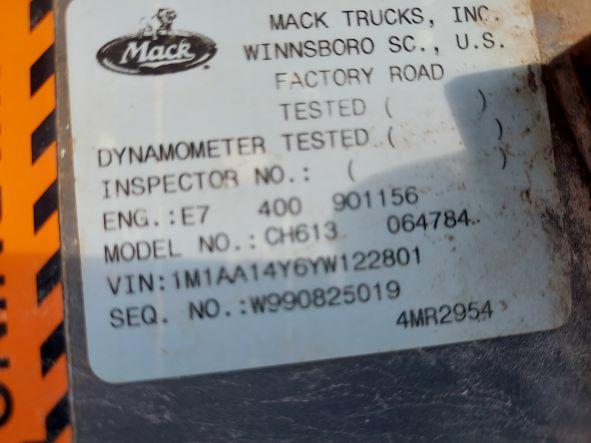 Mack
MACK TRUCKS, INC.
WINNSBORO SC., U.S.
FACTORY ROAD
TESTED ( )
DYNAMOMETER TESTED ( )
INSPECTOR NO.: ( )
ENG.:E7 400 901156
MODEL NO.:CH613 064784
VIN:1M1AA14Y6YW122801
SEQ. NO.:W990825019
4MR2954